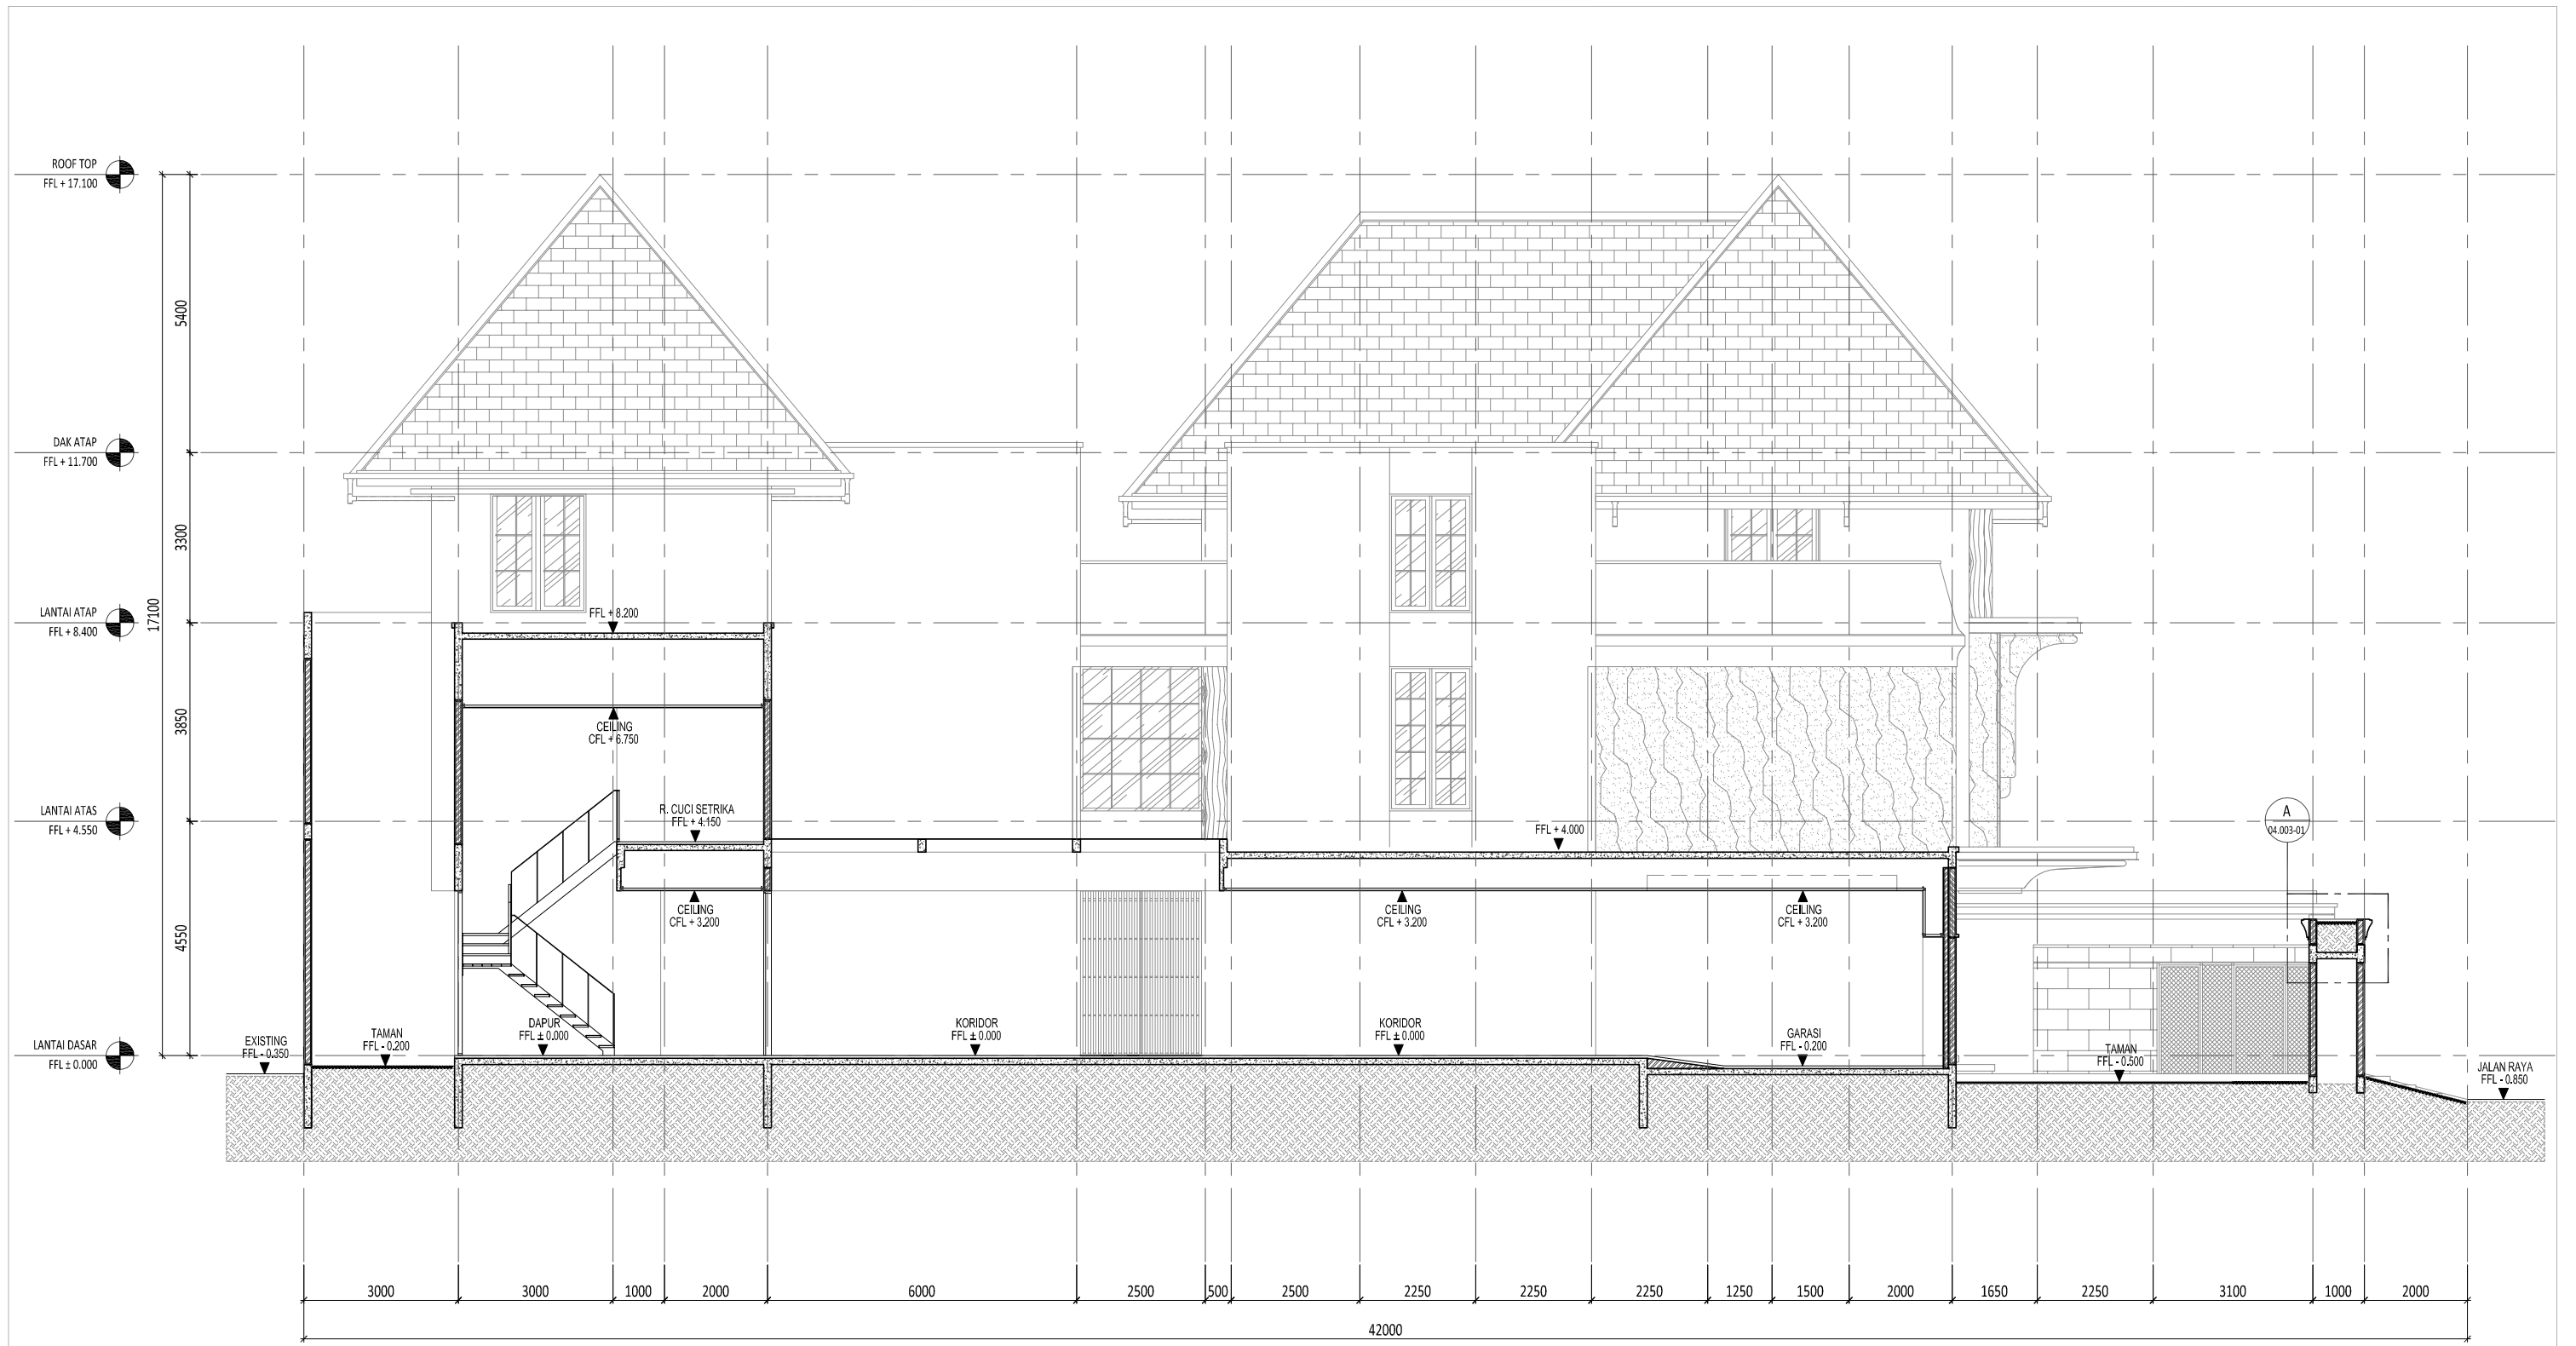 ROOF TOP
FFL + 17.100
5400
DAK ATAP
FFL + 11.700
3300
LANTAI ATAP
FFL + 8.400
17100
FFL + 8.200
3850
CEILING
CFL + 6.750
LANTAI ATAS
FFL + 4.550
R. CUCI SETRIKA
FFL + 4.150
FFL + 4.000
A
04.003-01
4550
CEILING
CFL + 3.200
CEILING
CFL + 3.200
CEILING
CFL + 3.200
LANTAI DASAR
FFL ± 0.000
EXISTING
FFL - 0.350
TAMAN
FFL - 0.200
DAPUR
FFL ± 0.000
KORIDOR
FFL ± 0.000
KORIDOR
FFL ± 0.000
GARASI
FFL - 0.200
TAMAN
FFL - 0.500
JALAN RAYA
FFL - 0.850
3000 3000 1000 2000 6000 2500 500 2500 2250 2250 2250 1250 1500 2000 1650 2250 3100 1000 2000
42000